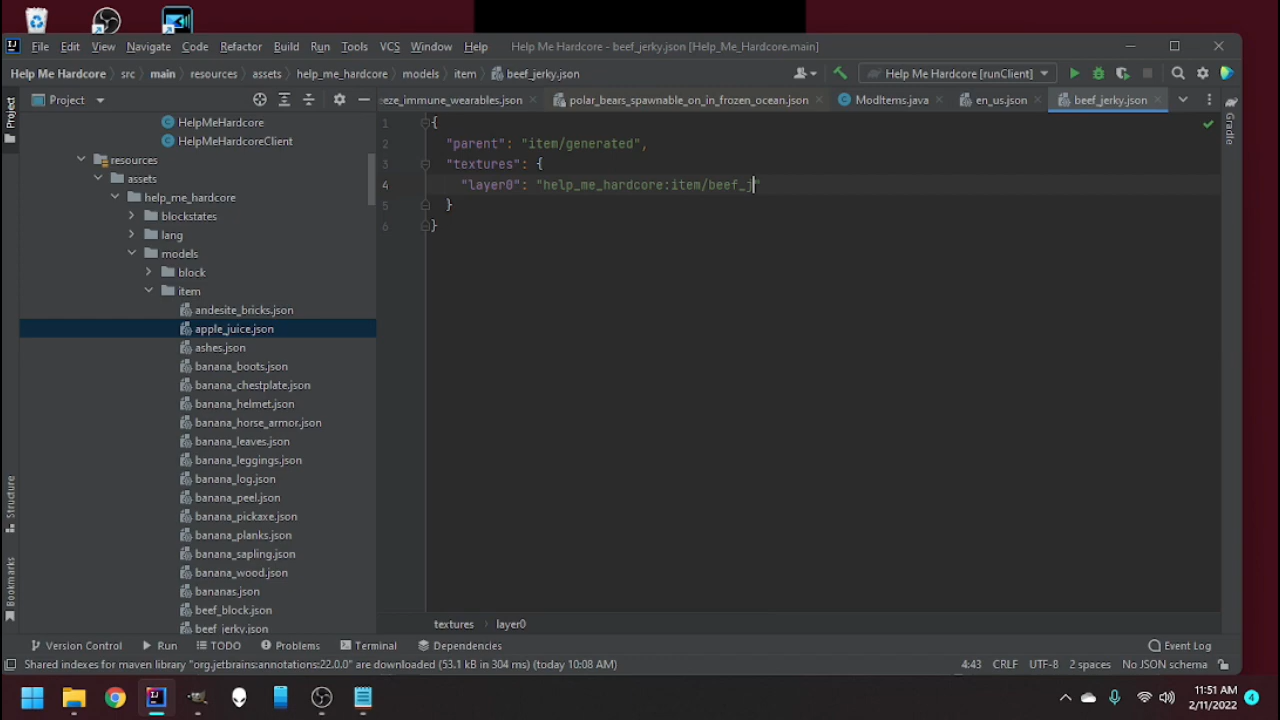 File Edit View Navigate Code Refactor Build Run Tools VCS Window Help Help Me Hardcore - beef_jerky.json [Help_Me_Hardcore.main]
Help Me Hardcore src main resources assets help_me_hardcore models item beef_jerky.json Help Me Hardcore [runClient]
Project Project eze_immune_wearables.json polar_bears_spawnable_on_in_frozen_ocean.json ModItems.java en_us.json beef_jerky.json
HelpMeHardcore
HelpMeHardcoreClient
resources
assets
help_me_hardcore
blockstates
lang
models
block
item
andesite_bricks.json
apple_juice.json
ashes.json
banana_boots.json
banana_chestplate.json
banana_helmet.json
banana_horse_armor.json
banana_leaves.json
banana_leggings.json
banana_log.json
banana_peel.json
banana_pickaxe.json
banana_planks.json
banana_sapling.json
banana_wood.json
bananas.json
beef_block.json
beef_jerky.json
Structure
Bookmarks
1 {
2 "parent": "item/generated",
3 "textures": {
4 "layer0": "help_me_hardcore:item/beef_j"
5 }
6 }
Gradle
textures layer0
Version Control Run TODO Problems Terminal Dependencies Event Log
Shared indexes for maven library "org.jetbrains:annotations:22.0.0" are downloaded (53.1 kB in 304 ms) (today 10:08 AM) 4:43 CRLF UTF-8 2 spaces No JSON schema
11:51 AM
2/11/2022
4